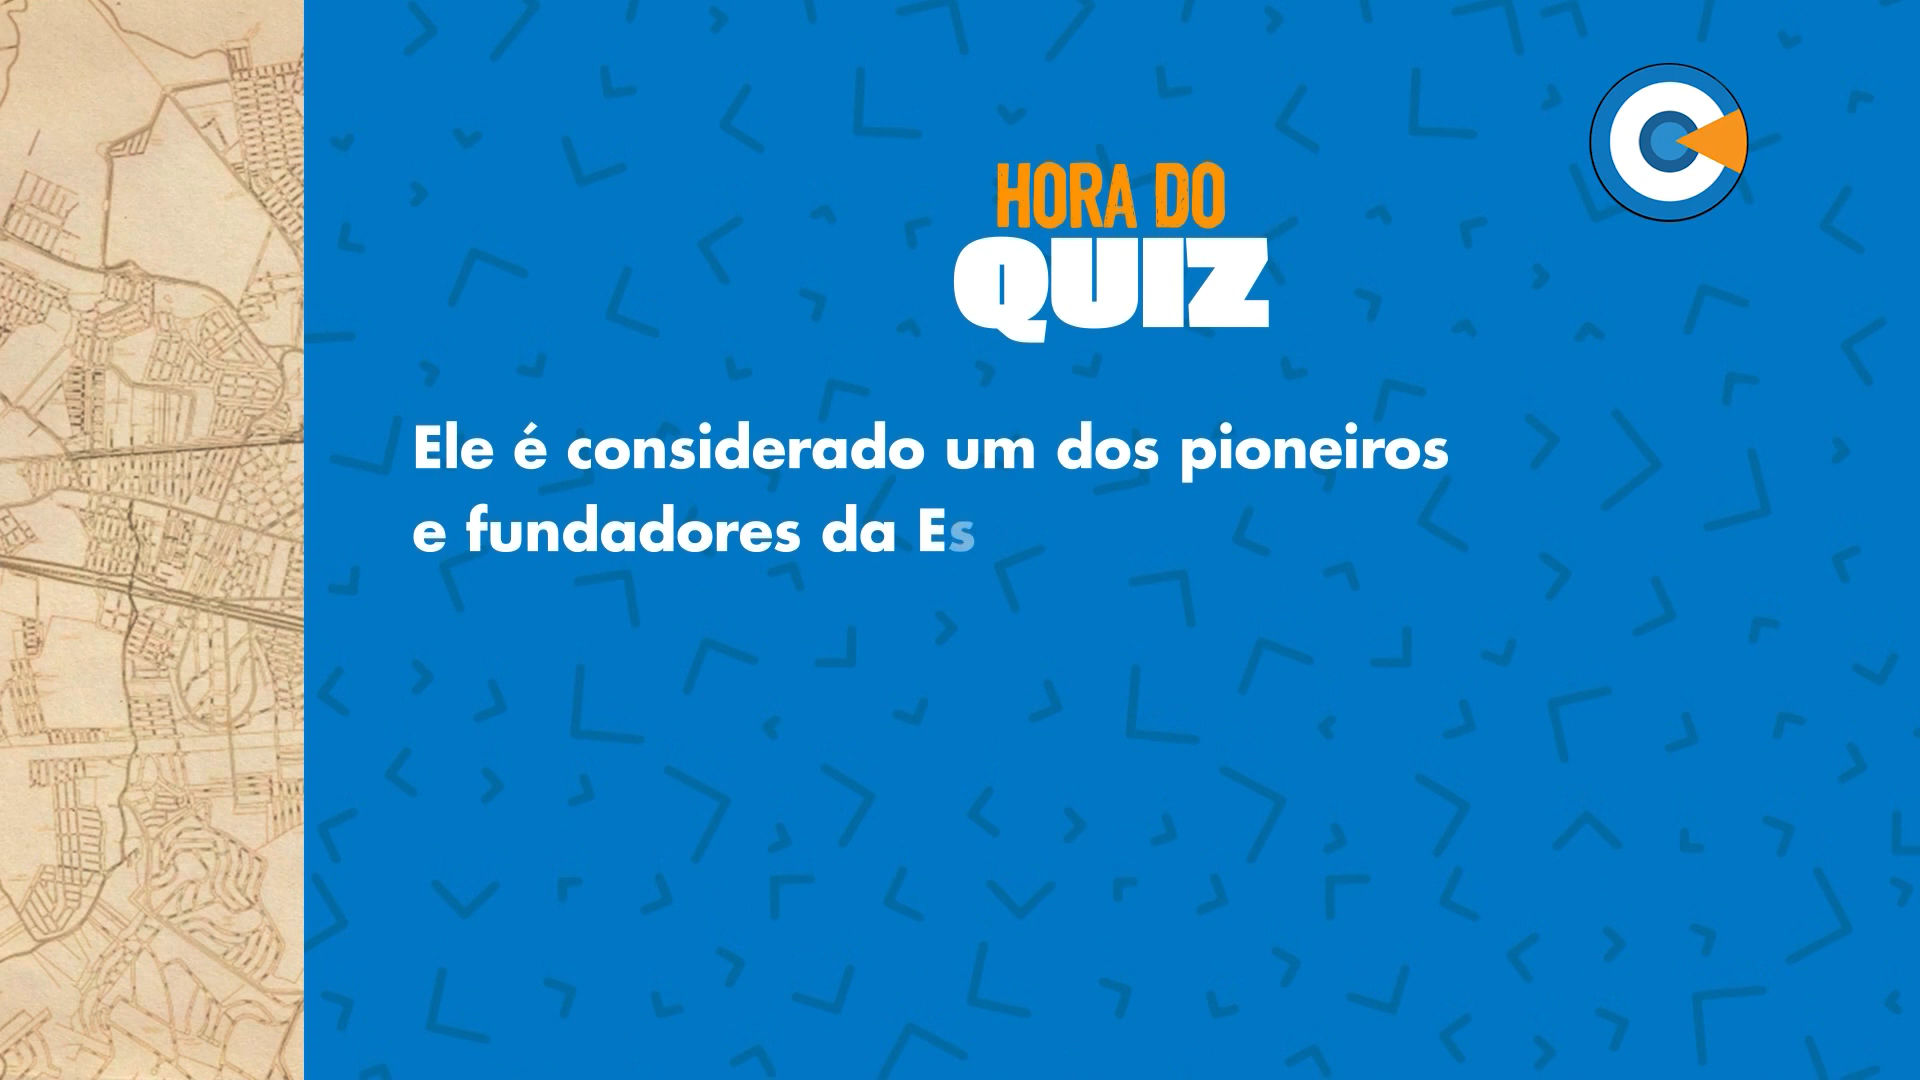 HORA DO
QUIZ
Ele é considerado um dos pioneiros
e fundadores da Es